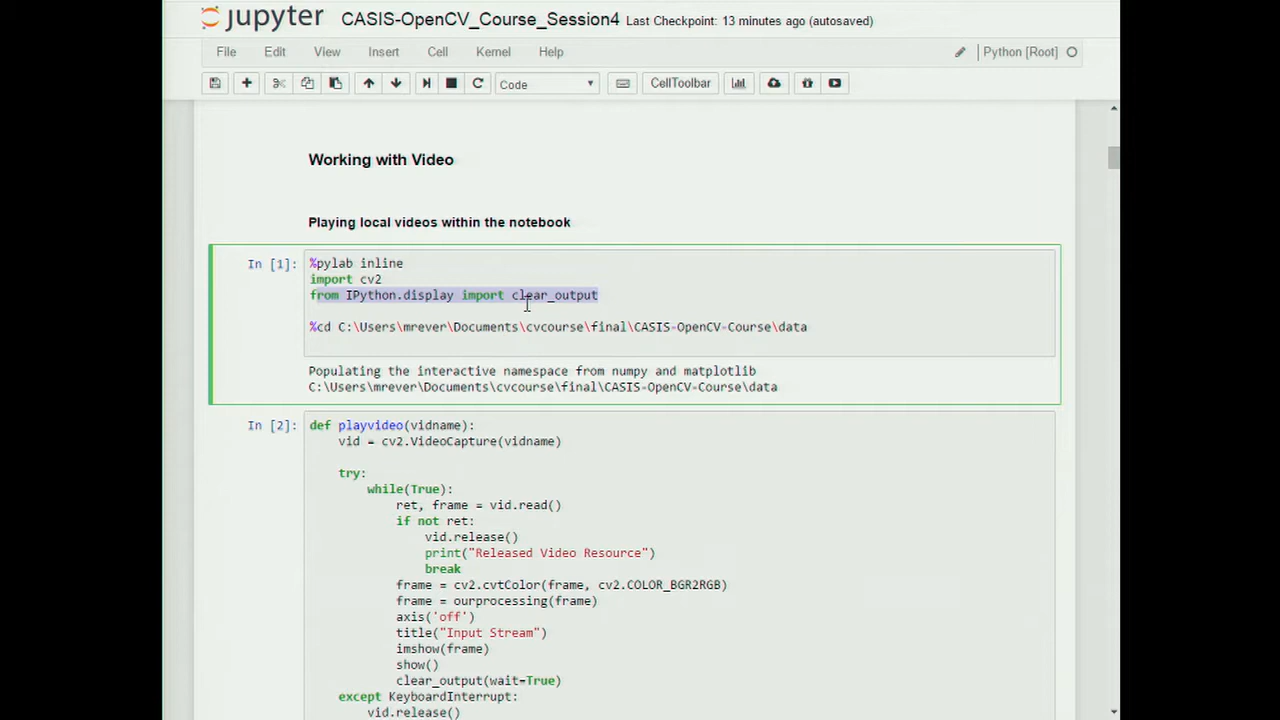 jupyter CASIS-OpenCV_Course_Session4 Last Checkpoint: 13 minutes ago (autosaved)
File Edit View Insert Cell Kernel Help Python [Root]
Code CellToolbar
Working with Video
Playing local videos within the notebook
In [1]: %pylab inline
import cv2
from IPython.display import clear_output
%cd C:\Users\mrever\Documents\cvcourse\final\CASIS-OpenCV-Course\data
Populating the interactive namespace from numpy and matplotlib
C:\Users\mrever\Documents\cvcourse\final\CASIS-OpenCV-Course\data
In [2]: def playvideo(vidname):
vid = cv2.VideoCapture(vidname)
try:
while(True):
ret, frame = vid.read()
if not ret:
vid.release()
print("Released Video Resource")
break
frame = cv2.cvtColor(frame, cv2.COLOR_BGR2RGB)
frame = ourprocessing(frame)
axis('off')
title("Input Stream")
imshow(frame)
show()
clear_output(wait=True)
except KeyboardInterrupt:
vid.release()